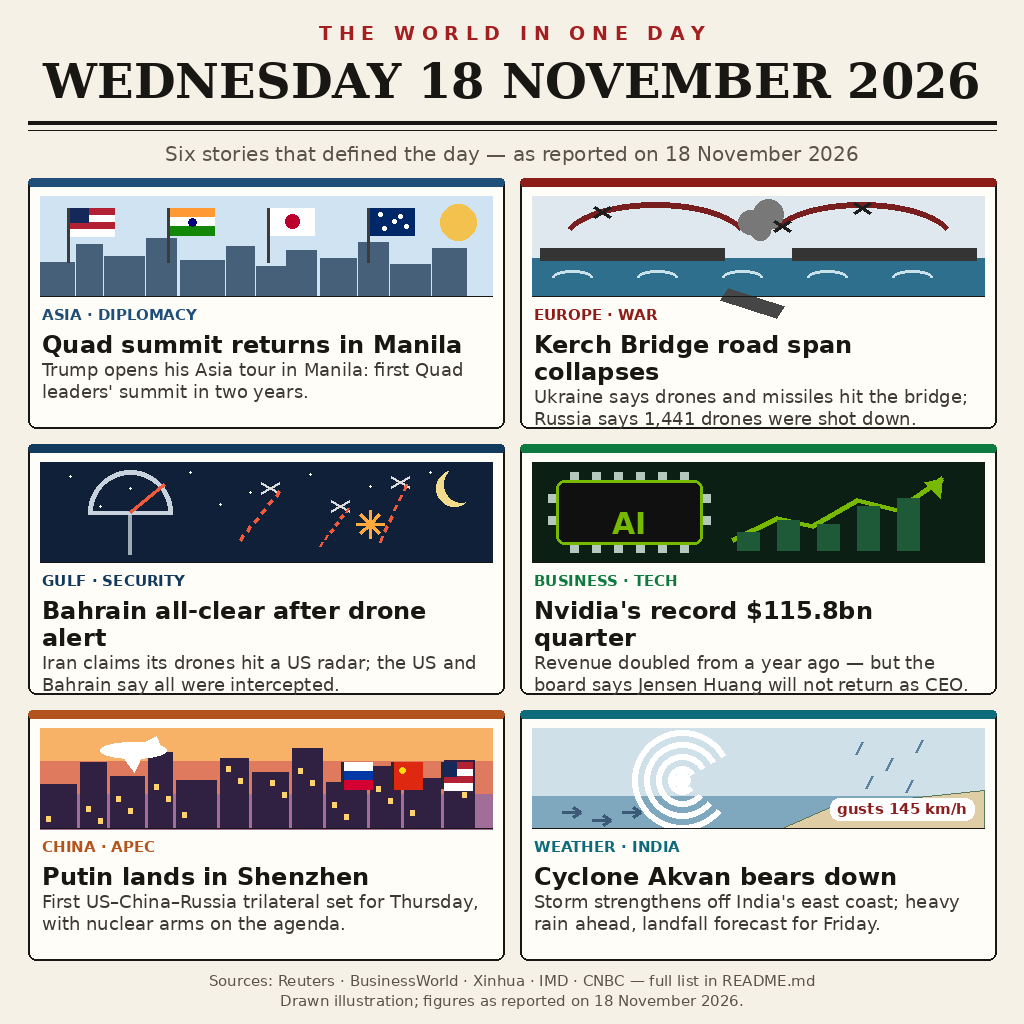 THE WORLD IN ONE DAY
WEDNESDAY 18 NOVEMBER 2026
Six stories that defined the day — as reported on 18 November 2026
ASIA · DIPLOMACY
Quad summit returns in Manila
Trump opens his Asia tour in Manila: first Quad
leaders' summit in two years.
EUROPE · WAR
Kerch Bridge road span
collapses
Ukraine says drones and missiles hit the bridge;
Russia says 1,441 drones were shot down.
GULF · SECURITY
Bahrain all-clear after drone
alert
Iran claims its drones hit a US radar; the US and
Bahrain say all were intercepted.
AI
BUSINESS · TECH
Nvidia's record $115.8bn
quarter
Revenue doubled from a year ago — but the
board says Jensen Huang will not return as CEO.
CHINA · APEC
Putin lands in Shenzhen
First US–China–Russia trilateral set for Thursday,
with nuclear arms on the agenda.
gusts 145 km/h
WEATHER · INDIA
Cyclone Akvan bears down
Storm strengthens off India's east coast; heavy
rain ahead, landfall forecast for Friday.
Sources: Reuters · BusinessWorld · Xinhua · IMD · CNBC — full list in README.md
Drawn illustration; figures as reported on 18 November 2026.